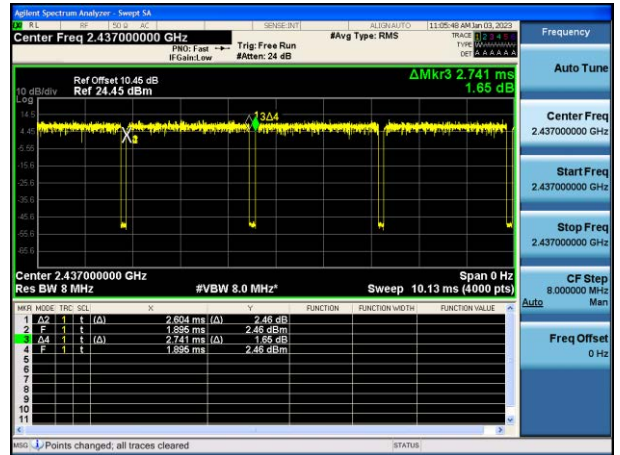 Agilent Spectrum Analyzer - Swept SA
RL RF 50 Ω AC SENSE:INT ALIGNAUTO 11:05:48 AM Jan 03, 2023
Center Freq 2.437000000 GHz
PNO: Fast
IFGain:Low
Trig: Free Run
#Atten: 24 dB
#Avg Type: RMS
TRACE 1 2 3 4 5 6
TYPE
DET A A A A A A
Ref Offset 10.45 dB
Ref 24.45 dBm
10 dB/div
Log
ΔMkr3 2.741 ms
1.65 dB
14.5
4.45
-5.55
-15.6
-25.6
-35.6
-45.6
-55.6
-65.6
X2
1 3Δ4
Center 2.437000000 GHz
Span 0 Hz
Res BW 8 MHz
#VBW 8.0 MHz*
Sweep 10.13 ms (4000 pts)
MKR MODE TRC SCL X Y FUNCTION FUNCTION WIDTH FUNCTION VALUE
1 Δ2 1 t (Δ) 2.604 ms (Δ) 2.46 dB
2 F 1 t 1.895 ms 2.46 dBm
3 Δ4 1 t (Δ) 2.741 ms (Δ) 1.65 dB
4 F 1 t 1.895 ms 2.46 dBm
5
6
7
8
9
10
11
MSG Points changed; all traces cleared
STATUS
Frequency
Auto Tune
Center Freq
2.437000000 GHz
Start Freq
2.437000000 GHz
Stop Freq
2.437000000 GHz
CF Step
8.000000 MHz
Auto Man
Freq Offset
0 Hz